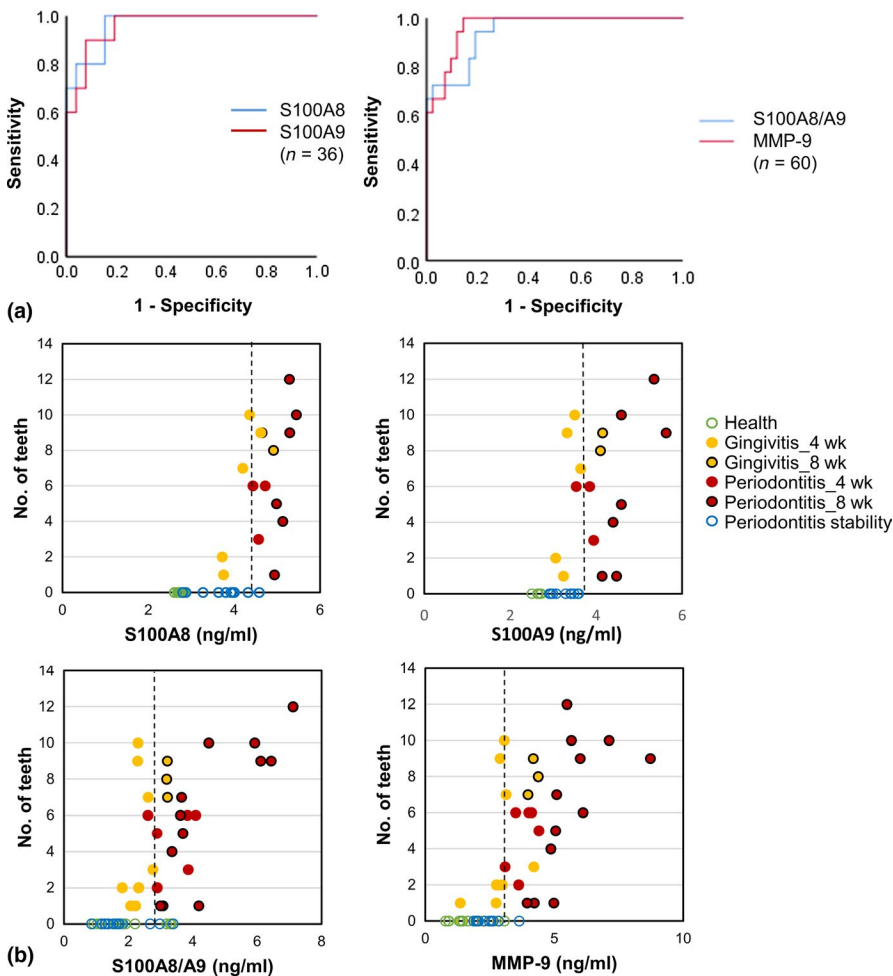 1.0
0.8
0.6
0.4
0.2
0.0
0.0 0.2 0.4 0.6 0.8 1.0
Sensitivity
1 - Specificity
S100A8
S100A9
(n = 36)
1.0
0.8
0.6
0.4
0.2
0.0
0.0 0.2 0.4 0.6 0.8 1.0
Sensitivity
1 - Specificity
S100A8/A9
MMP-9
(n = 60)
(a)
14
12
10
8
6
4
2
0
0 2 4 6
No. of teeth
S100A8 (ng/ml)
14
12
10
8
6
4
2
0
0 2 4 6
No. of teeth
S100A9 (ng/ml)
Health
Gingivitis_4 wk
Gingivitis_8 wk
Periodontitis_4 wk
Periodontitis_8 wk
Periodontitis stability
14
12
10
8
6
4
2
0
0 2 4 6 8
No. of teeth
S100A8/A9 (ng/ml)
14
12
10
8
6
4
2
0
0 5 10
No. of teeth
MMP-9 (ng/ml)
(b)